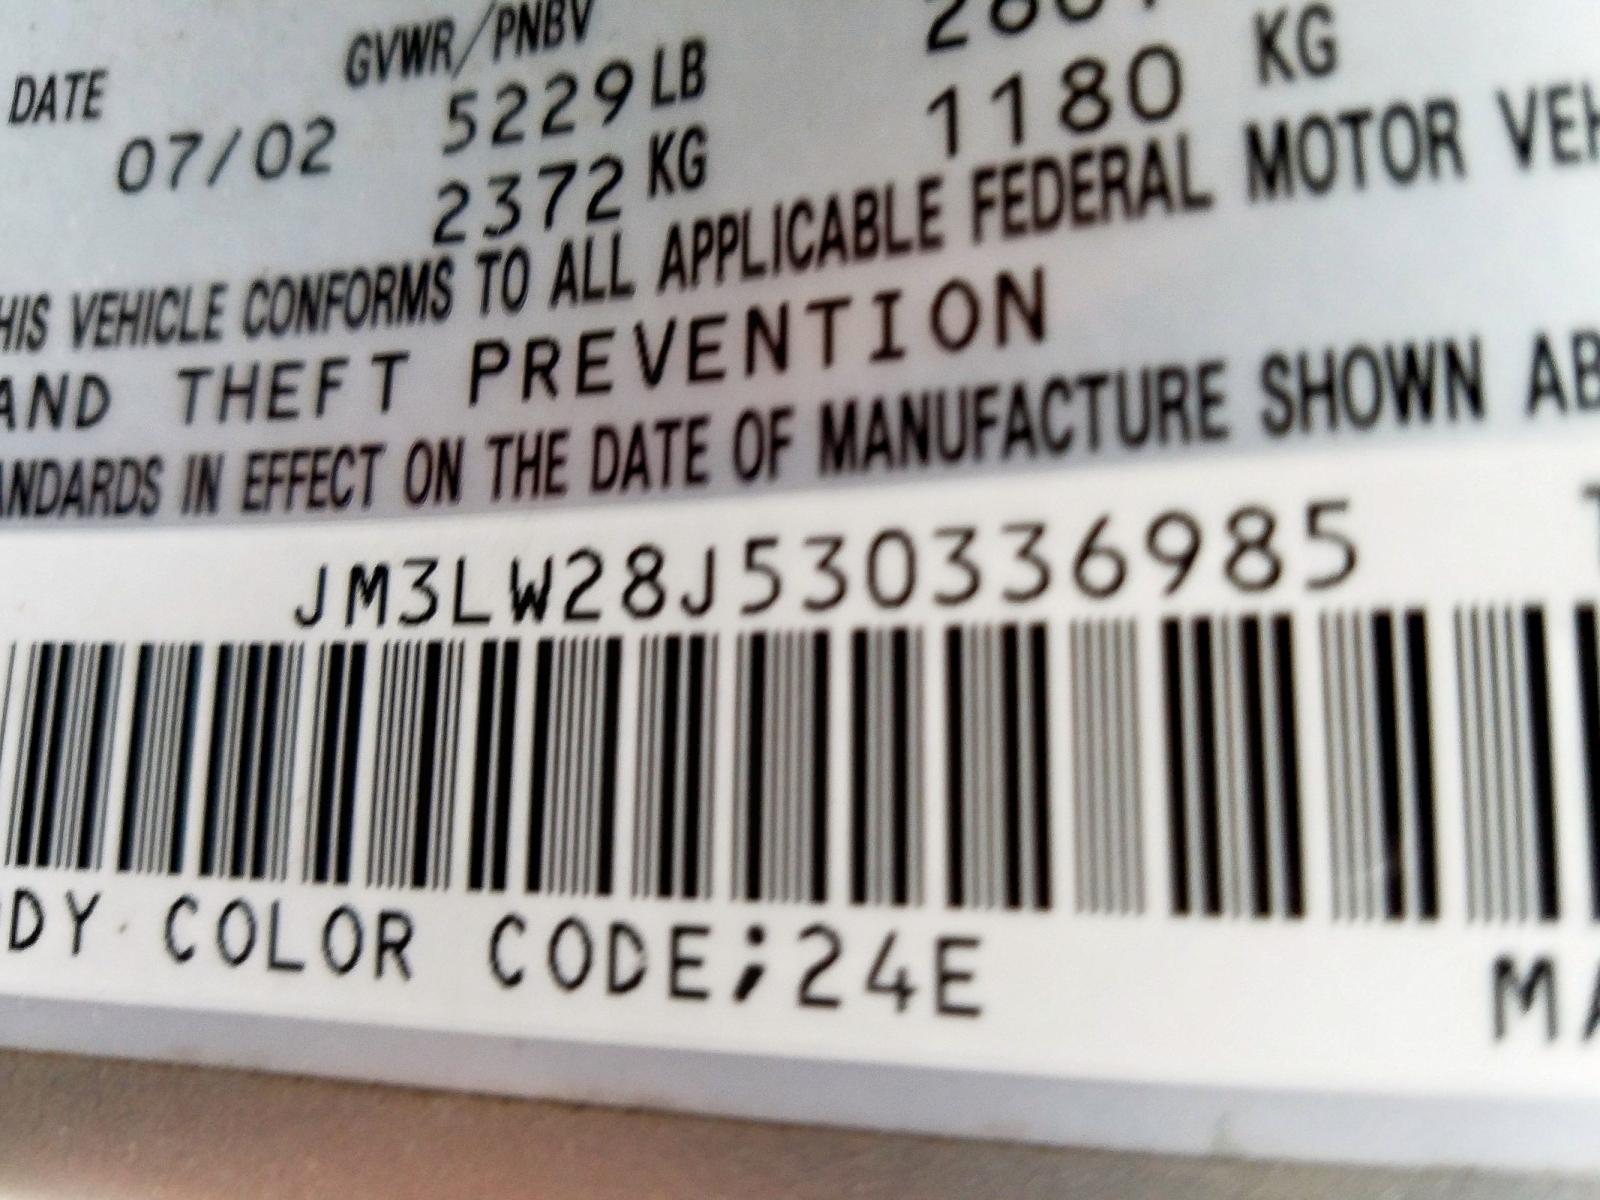 DATE GVWR/PNBV
07/02 5229 LB
2372 KG 1180 KG
HIS VEHICLE CONFORMS TO ALL APPLICABLE FEDERAL MOTOR VEH
AND THEFT PREVENTION
ANDARDS IN EFFECT ON THE DATE OF MANUFACTURE SHOWN AB
JM3LW28J530336985
DY COLOR CODE;24E MA